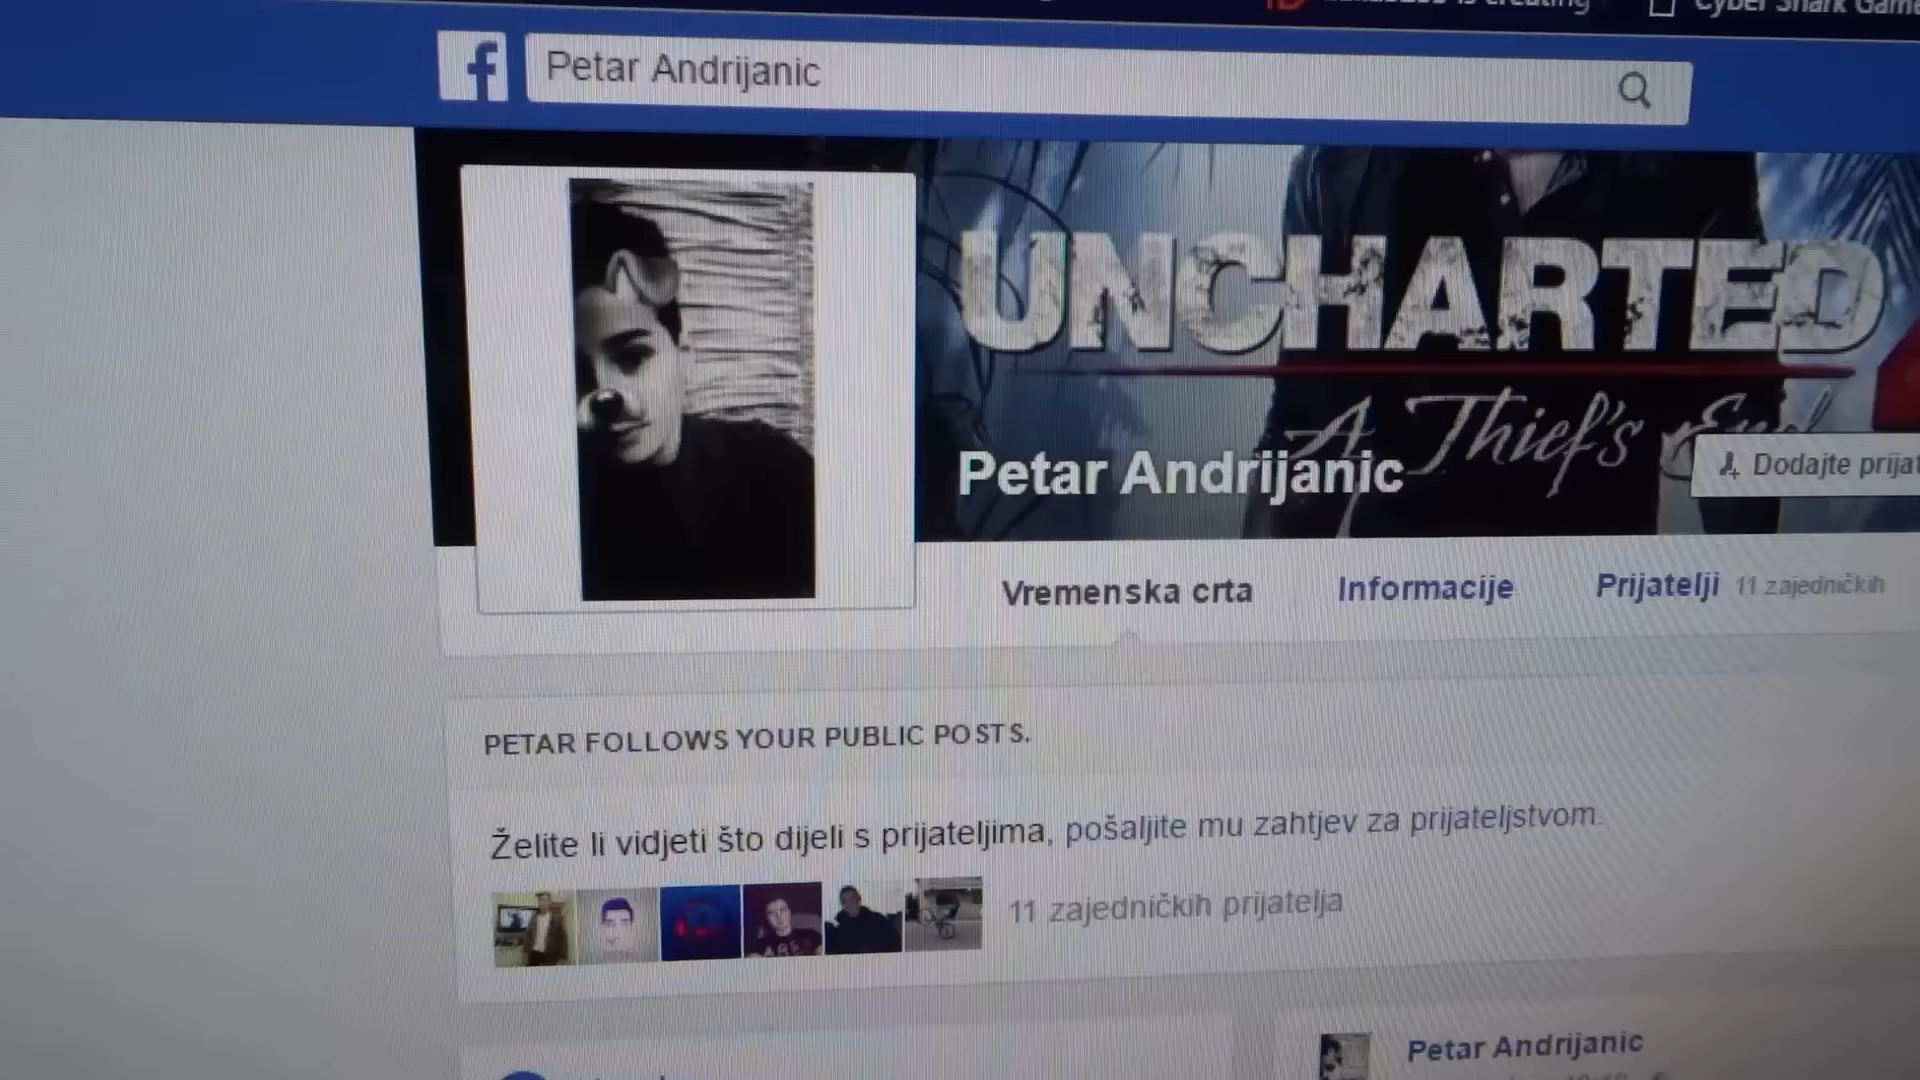 Petar Andrijanic
UNCHARTED
A Thief's End
Petar Andrijanic
Dodajte
Vremenska crta
Informacije
Prijatelji 11 zajedničkih
PETAR FOLLOWS YOUR PUBLIC POSTS.
Želite li vidjeti što dijeli s prijateljima, pošaljite mu zahtjev za prijateljstvom.
11 zajedničkih prijatelja
Petar Andrijanic